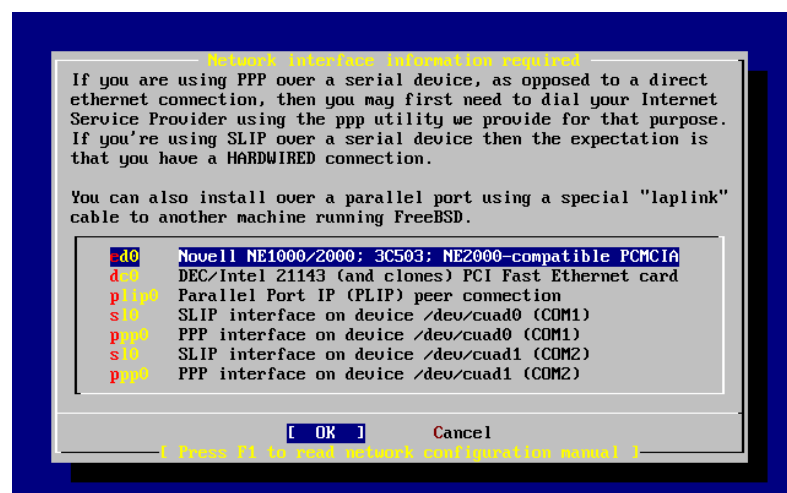 Network interface information required
If you are using PPP over a serial device, as opposed to a direct
ethernet connection, then you may first need to dial your Internet
Service Provider using the ppp utility we provide for that purpose.
If you're using SLIP over a serial device then the expectation is
that you have a HARDWIRED connection.
You can also install over a parallel port using a special "laplink"
cable to another machine running FreeBSD.
ed0 Novell NE1000/2000; 3C503; NE2000-compatible PCMCIA
dc0 DEC/Intel 21143 (and clones) PCI Fast Ethernet card
plip0 Parallel Port IP (PLIP) peer connection
sl0 SLIP interface on device /dev/cuad0 (COM1)
ppp0 PPP interface on device /dev/cuad0 (COM1)
sl0 SLIP interface on device /dev/cuad1 (COM2)
ppp0 PPP interface on device /dev/cuad1 (COM2)
[ OK ] Cancel
[ Press F1 to read network configuration manual ]